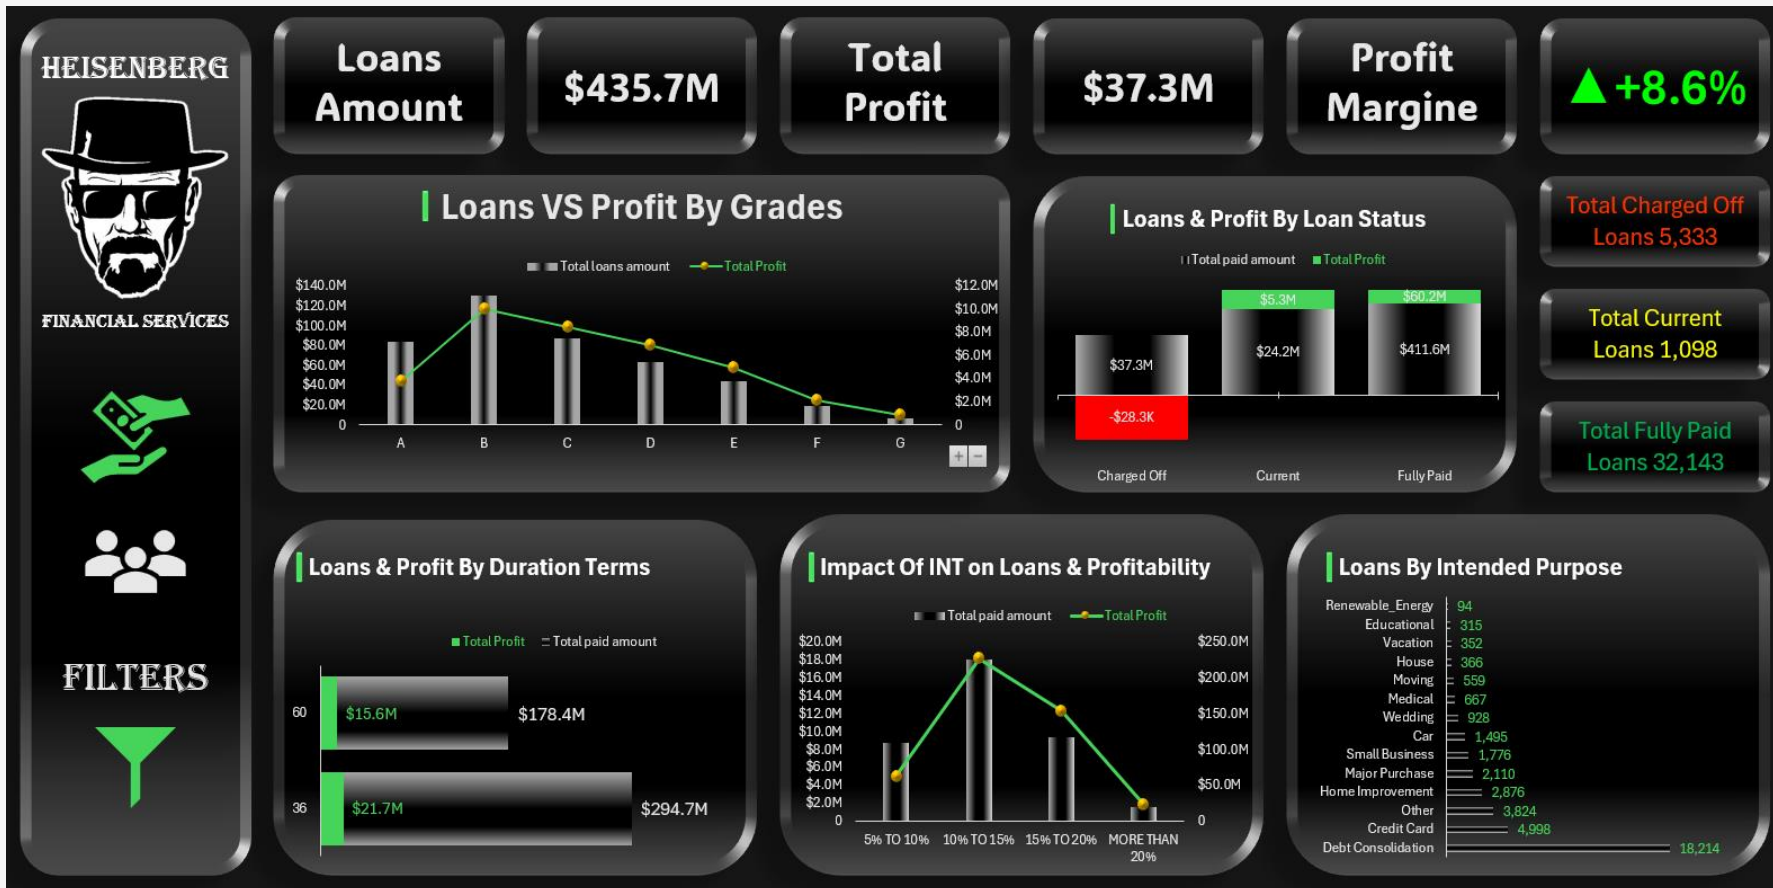 HEISENBERG
FINANCIAL SERVICES
FILTERS
Loans
Amount
$435.7M
Total
Profit
$37.3M
Profit
Margine
▲+8.6%
Loans VS Profit By Grades
Total loans amount
Total Profit
$140.0M
$120.0M
$100.0M
$80.0M
$60.0M
$40.0M
$20.0M
0
$12.0M
$10.0M
$8.0M
$6.0M
$4.0M
$2.0M
0
A B C D E F G
+ −
Loans & Profit By Loan Status
Total paid amount
Total Profit
$37.3M
-$28.3K
$5.3M
$24.2M
$60.2M
$411.6M
Charged Off
Current
Fully Paid
Total Charged Off
Loans 5,333
Total Current
Loans 1,098
Total Fully Paid
Loans 32,143
Loans & Profit By Duration Terms
Total Profit
Total paid amount
60 $15.6M $178.4M
36 $21.7M $294.7M
Impact Of INT on Loans & Profitability
Total paid amount
Total Profit
$20.0M
$18.0M
$16.0M
$14.0M
$12.0M
$10.0M
$8.0M
$6.0M
$4.0M
$2.0M
0
$250.0M
$200.0M
$150.0M
$100.0M
$50.0M
0
5% TO 10%
10% TO 15%
15% TO 20%
MORE THAN
20%
Loans By Intended Purpose
Renewable_Energy 94
Educational 315
Vacation 352
House 366
Moving 559
Medical 667
Wedding 928
Car 1,495
Small Business 1,776
Major Purchase 2,110
Home Improvement 2,876
Other 3,824
Credit Card 4,998
Debt Consolidation 18,214